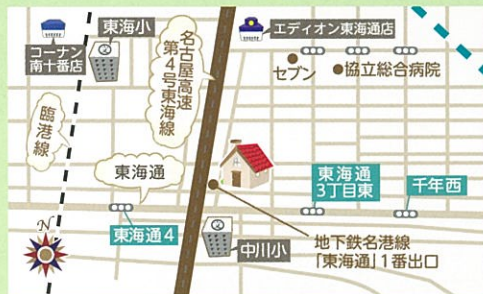 東海小
エディオン東海通店
コーナン
南十番店
名古屋高速
第4号東海線
セブン
協立総合病院
臨港線
東海通
東海通
3丁目東
千年西
N
東海通4
中川小
地下鉄名港線
「東海通」1番出口